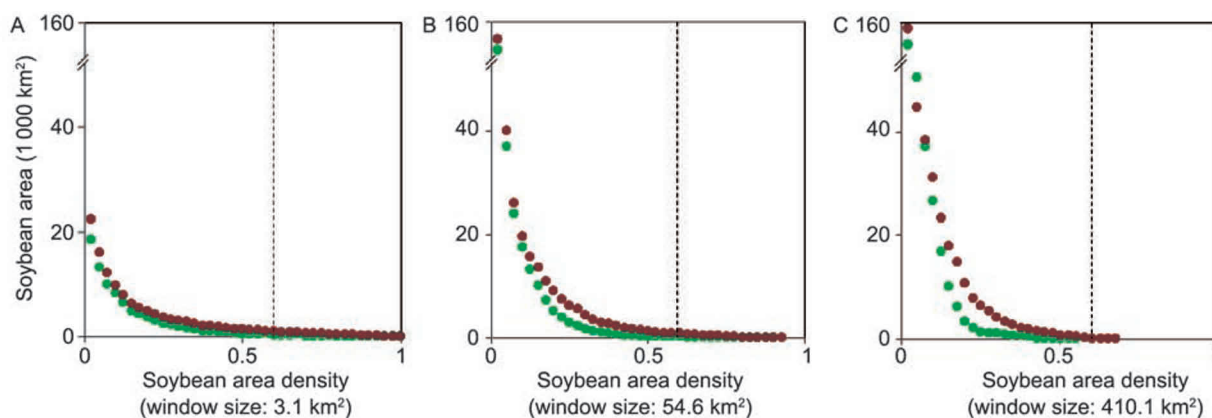 A
B
C
160
40
20
0
Soybean area (1 000 km²)
0
0.5
1
Soybean area density
(window size: 3.1 km²)
160
40
20
0
0
0.5
1
Soybean area density
(window size: 54.6 km²)
160
40
20
0
0
0.5
Soybean area density
(window size: 410.1 km²)